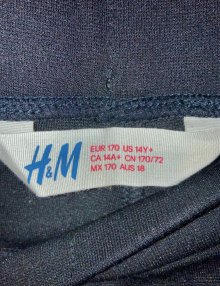 H&M
EUR 170 US 14Y+
CA 14A+ CN 170/72
MX 170 AUS 18